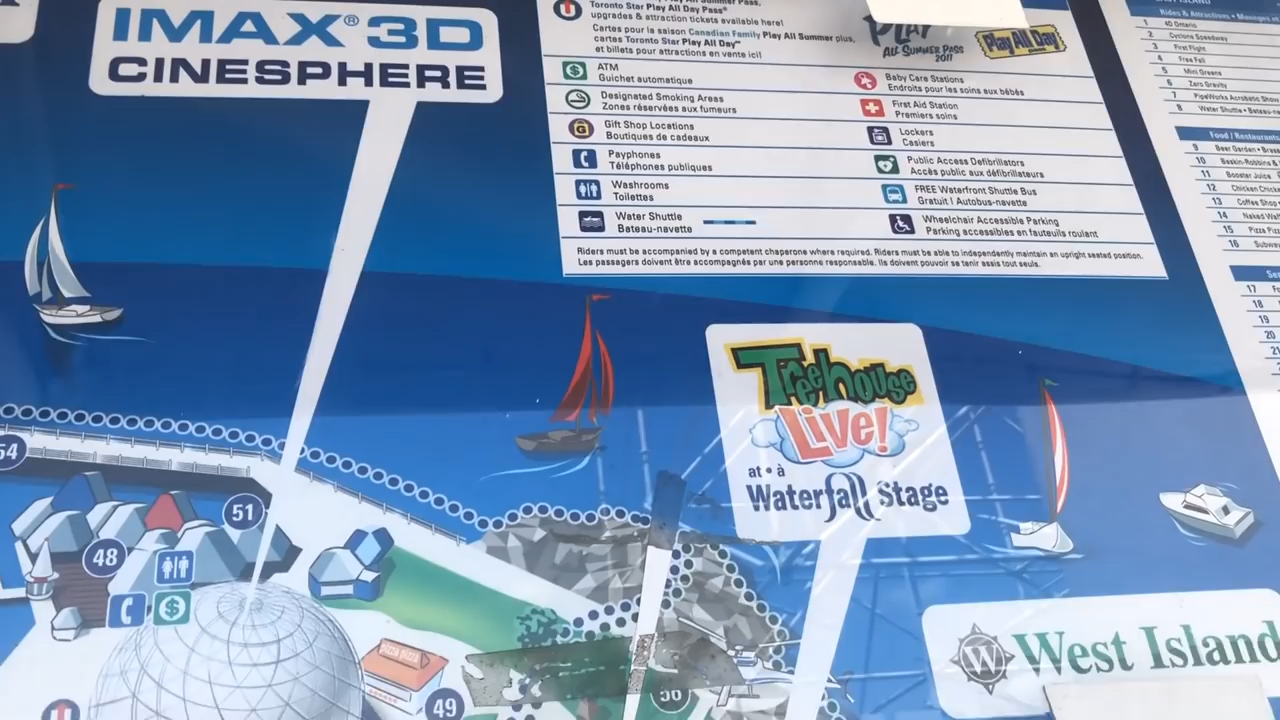 IMAX® 3D
CINESPHERE
Toronto Star Play All Day Pass®
upgrades & attraction tickets available here!
Cartes pour la saison Canadian Family Play All Summer plus,
cartes Toronto Star Play All Day™
et billets pour attractions en vente ici!
PLAY
ALL SUMMER PASS
2011
Play All Day
ATM
Guichet automatique
Designated Smoking Areas
Zones réservées aux fumeurs
Gift Shop Locations
Boutiques de cadeaux
Payphones
Téléphones publiques
Washrooms
Toilettes
Water Shuttle
Bateau-navette
Baby Care Stations
Endroits pour les soins aux bébés
First Aid Station
Premiers soins
Lockers
Casiers
Public Access Defibrillators
Accès public aux défibrillateurs
FREE Waterfront Shuttle Bus
Gratuit! Autobus-navette
Wheelchair Accessible Parking
Parking accessibles en fauteuils roulant
Riders must be accompanied by a competent chaperone where required. Riders must be able to independently maintain an upright seated position.
Les passagers doivent être accompagnés par une personne responsable. Ils doivent pouvoir se tenir assis tout seuls.
Rides & Attractions • Manèges
1 4D Ontario
2 Cyclone Speedway
3 First Flight
4 Free Fall
5 Mini Greens
6 Zero Gravity
7 PipeWorks Acrobatic
8 Water Shuttle •
Food / Restaurants
9 Beer Garden •
10 Baskin-Robbins &
11 Booster Juice
12 Chicken
13 Coffee Shop
14 Naked
15 Pizza
16
17
18
19
20
Treehouse
Live!
at • à
Waterfall Stage
54
51
48
49
56
pizza pizza
W
West Island